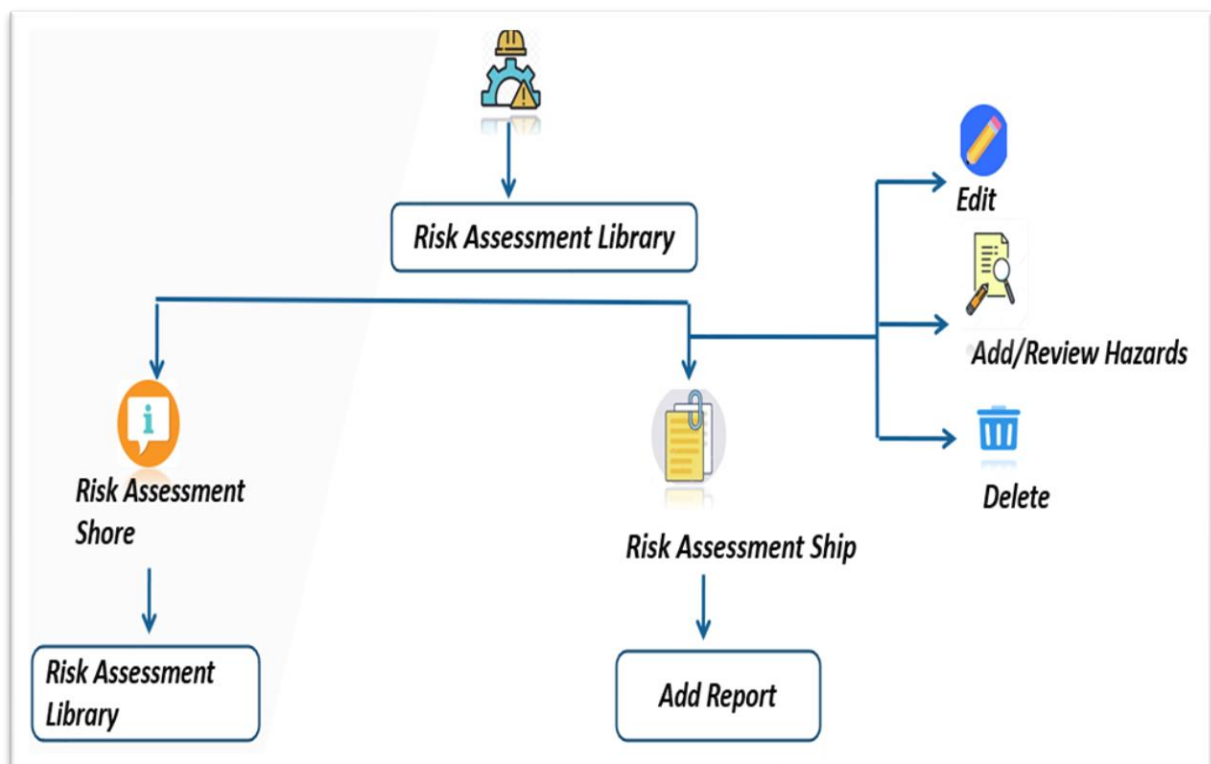 Risk Assessment Library
Edit
Add/Review Hazards
Delete
Risk Assessment
Shore
Risk Assessment Ship
Risk Assessment
Library
Add Report